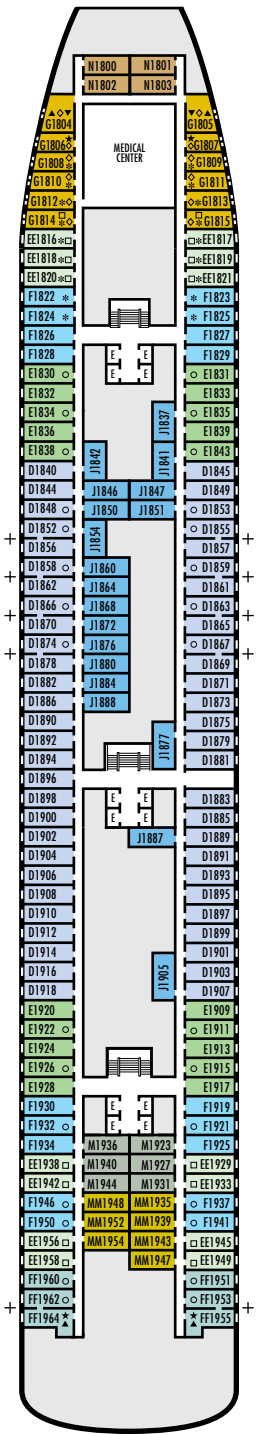 N1800 N1801
N1802 N1803
G1804 G1805
G1806 G1807
MEDICAL
CENTER
G1808 G1809
G1810 G1811
G1812 G1813
G1814 G1815
EE1816 EE1817
EE1818 EE1819
EE1820 EE1821
F1822 F1823
F1824 F1825
F1826 F1827
F1828 E E F1829
E1830 E E E1831
E1832 E1833
E1834 J1837 E1835
E1836 E1839
E1838 J1842 J1841 E1843
D1840 D1845
D1844 J1846 J1847 D1849
D1848 J1850 J1851 D1853
D1852 J1854 D1855
D1856 D1857
D1858 J1860 D1859
D1862 J1864 D1861
D1866 J1868 D1863
D1870 J1872 D1865
D1874 J1876 D1867
D1878 J1880 D1869
D1882 J1884 D1871
D1886 J1888 D1873
D1890 D1875
D1892 J1877 D1879
D1894 D1881
D1896
D1898 E E D1883
D1900 E E D1885
D1902 J1887 D1889
D1904 D1891
D1906 D1893
D1908 D1895
D1910 D1897
D1912 D1899
D1914 D1901
D1916 J1905 D1903
D1918 D1907
E1920 E1909
E1922 E1911
E1924 E1913
E1926 E1915
E1928 E1917
F1930 E E F1919
F1932 E E F1921
F1934 M1936 M1923 F1925
EE1938 M1940 M1927 EE1929
EE1942 M1944 M1931 EE1933
F1946 MM1948 MM1935 F1937
F1950 MM1952 MM1939 F1941
EE1956 MM1954 MM1943 EE1945
EE1958 MM1947 EE1949
FF1960 FF1951
FF1962 FF1953
FF1964 FF1955